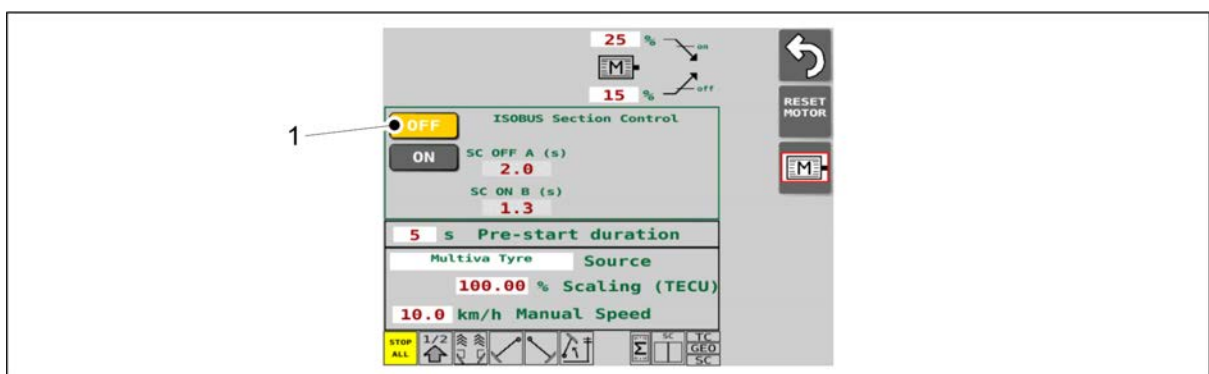 25 % on
M
15 % off
RESET
MOTOR
1
OFF ISOBUS Section Control
ON SC OFF A (s)
2.0
M
SC ON B (s)
1.3
5 s Pre-start duration
Multiva Tyre Source
100.00 % Scaling (TECU)
10.0 km/h Manual Speed
STOP
ALL
1/2
Σ
SC
TC
GEO
SC